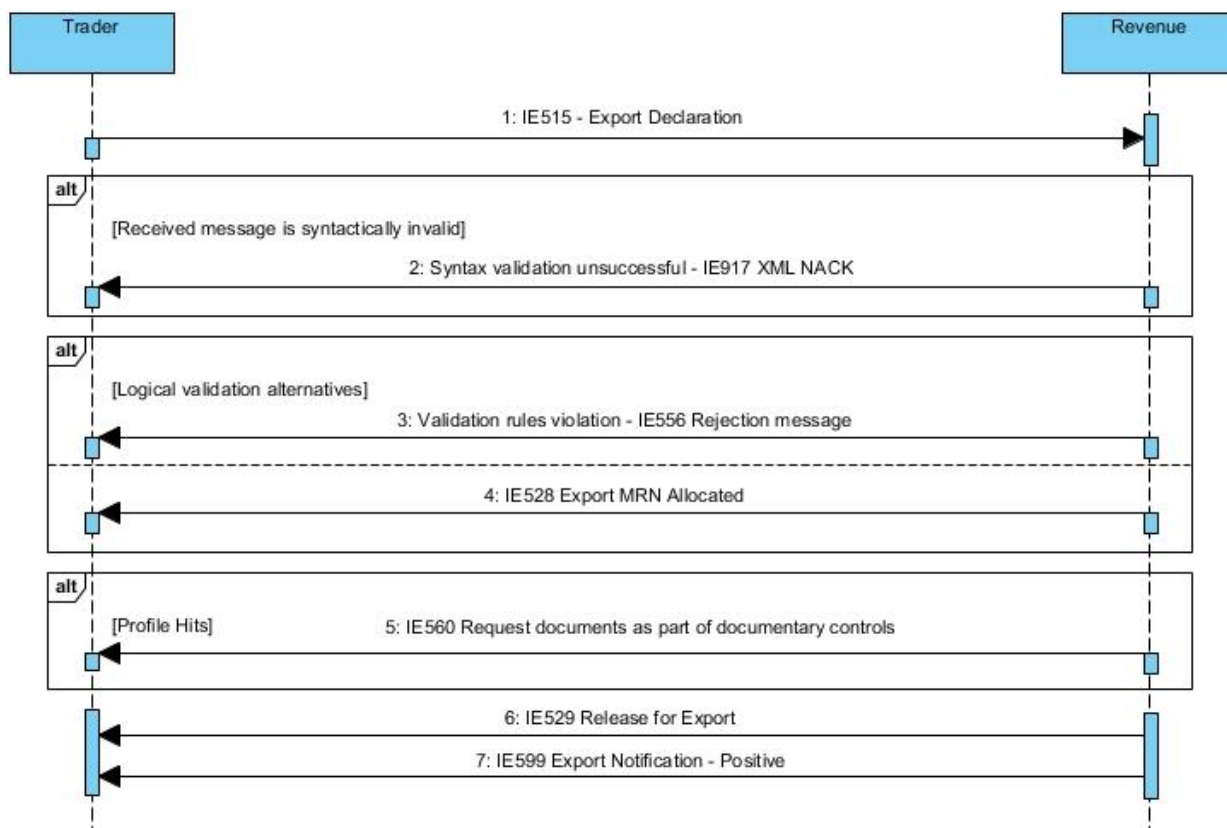 Trader
Revenue
1: IE515 - Export Declaration
alt
[Received message is syntactically invalid]
2: Syntax validation unsuccessful - IE917 XML NACK
alt
[Logical validation alternatives]
3: Validation rules violation - IE556 Rejection message
4: IE528 Export MRN Allocated
alt
[Profile Hits]
5: IE560 Request documents as part of documentary controls
6: IE529 Release for Export
7: IE599 Export Notification - Positive